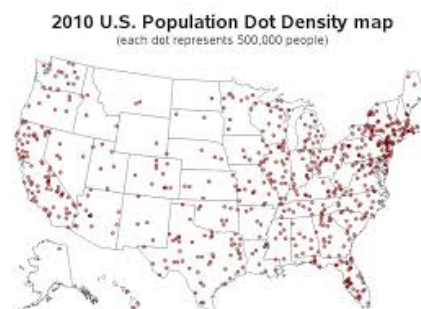 2010 U.S. Population Dot Density map
(each dot represents 500,000 people)